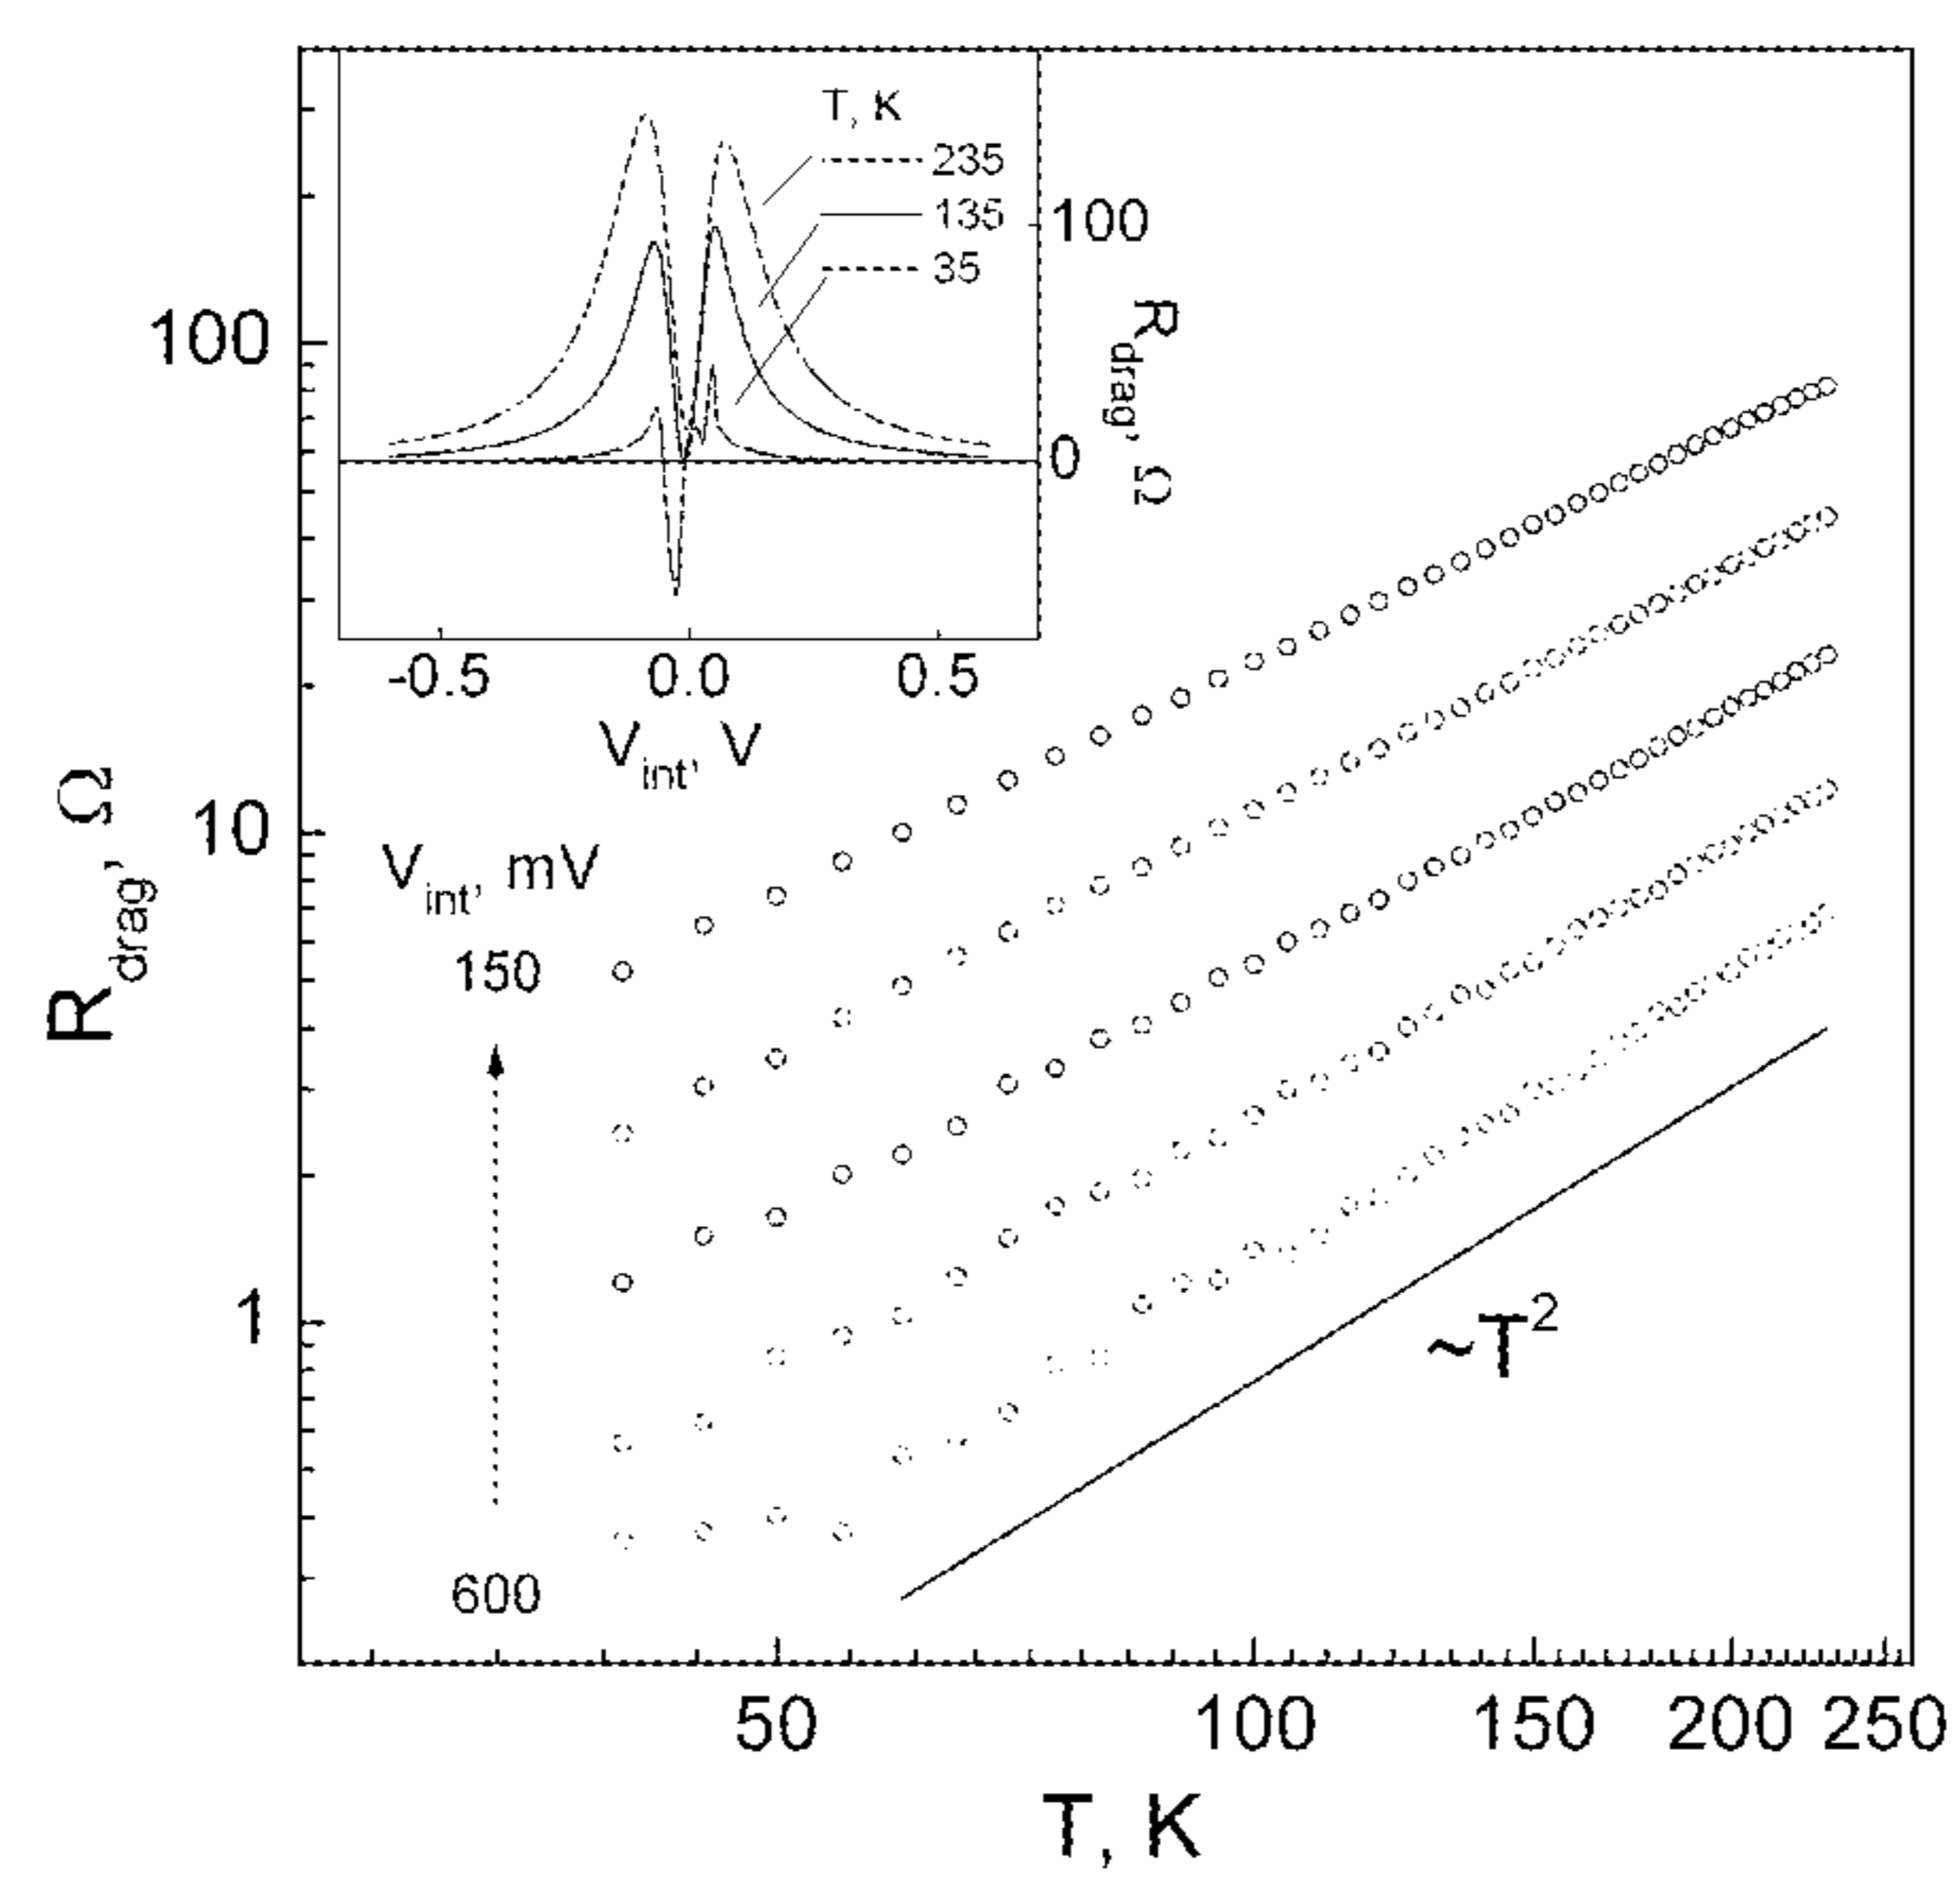 T, K
235
135
35
100
0
R_drag, Ω
-0.5 0.0 0.5
V_int, V
100
10
1
R_drag, Ω
V_int, mV
150
600
~T²
50 100 150 200 250
T, K